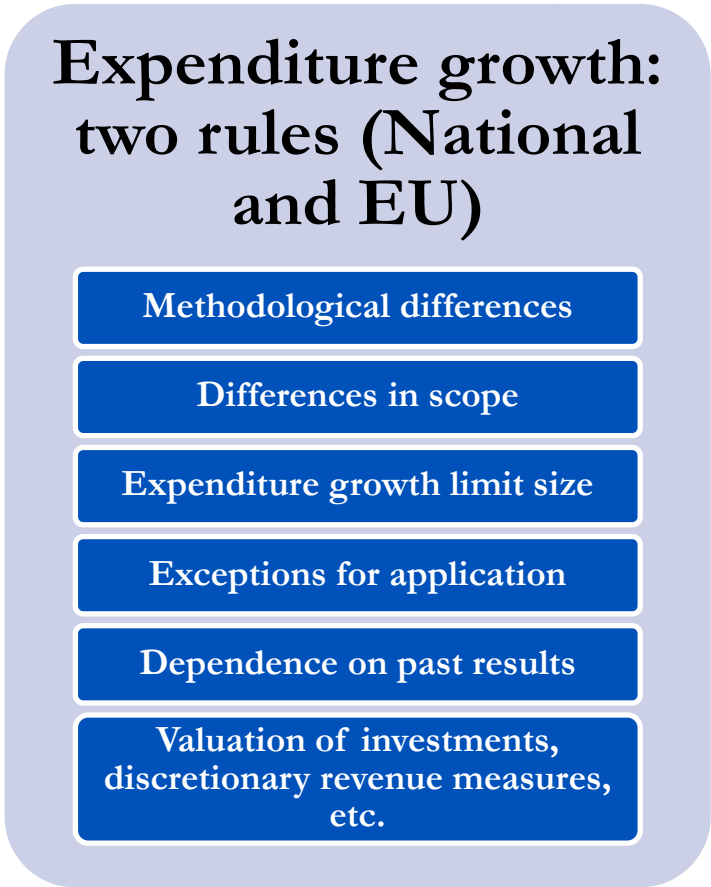 Expenditure growth:
two rules (National
and EU)
Methodological differences
Differences in scope
Expenditure growth limit size
Exceptions for application
Dependence on past results
Valuation of investments,
discretionary revenue measures,
etc.